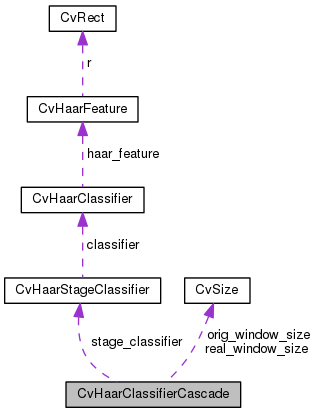 CvRect
r
CvHaarFeature
haar_feature
CvHaarClassifier
classifier
CvHaarStageClassifier
CvSize
stage_classifier
orig_window_size
real_window_size
CvHaarClassifierCascade